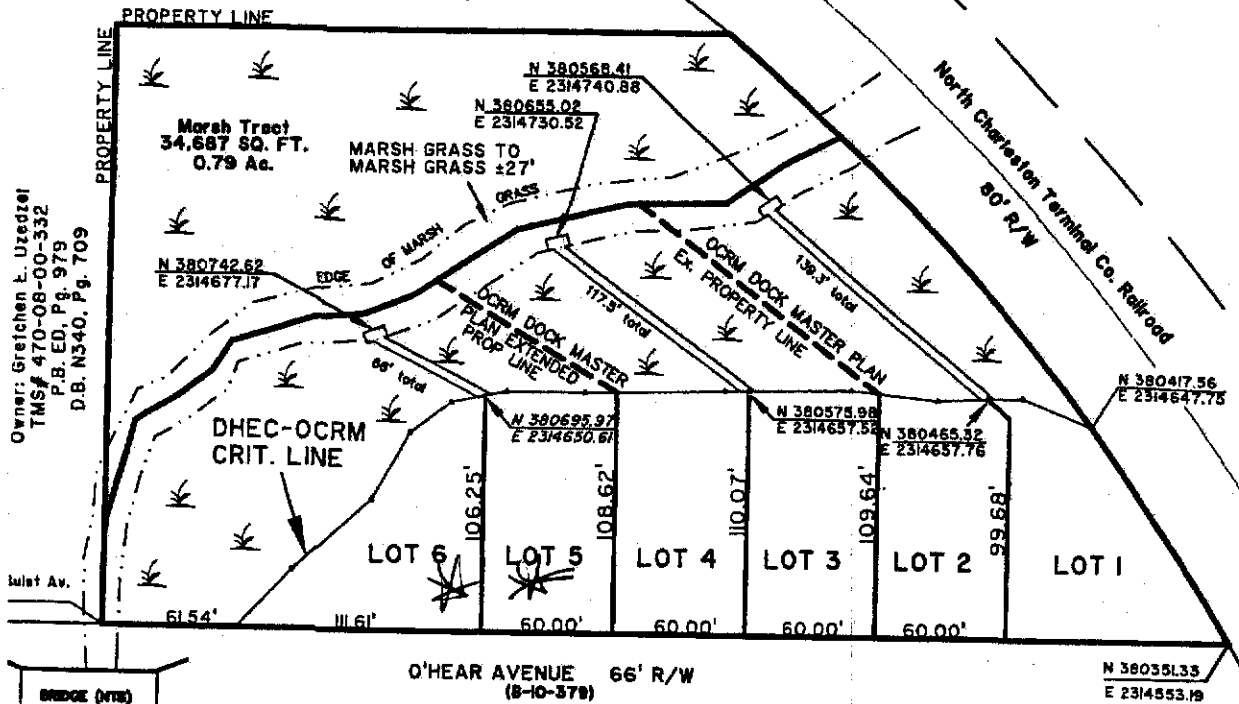 PROPERTY LINE
PROPERTY LINE
Owner: Gretchen E. Uzedzel
TMS# 470-08-00-332
P.B. ED, Pg. 979
D.B. N340, Pg. 709
Marsh Tract
34,687 SQ. FT.
0.79 Ac.
MARSH GRASS TO
MARSH GRASS ±27'
N 380568.41
E 2314740.88
N 380655.02
E 2314730.52
North Charleston Terminal Co. Railroad
80' R/W
EDGE OF MARSH GRASS
N 380742.62
E 2314677.17
OCRM DOCK MASTER PLAN
EX. PROPERTY LINE
138.3' total
117.5' total
OCRM DOCK MASTER
PLAN EXTENDED
PROP LINE
66' total
DHEC-OCRM
CRIT. LINE
N 380695.97
E 2314650.61
N 380575.98
E 2314657.52
N 380465.32
E 2314657.76
N 380417.56
E 2314647.75
106.25'
108.62'
110.07'
109.64'
99.68'
LOT 6
LOT 5
LOT 4
LOT 3
LOT 2
LOT 1
Av.
61.54'
111.61'
60.00'
60.00'
60.00'
60.00'
BRIDGE (NTS)
O'HEAR AVENUE 66' R/W
(B-10-379)
N 380351.33
E 2314553.19